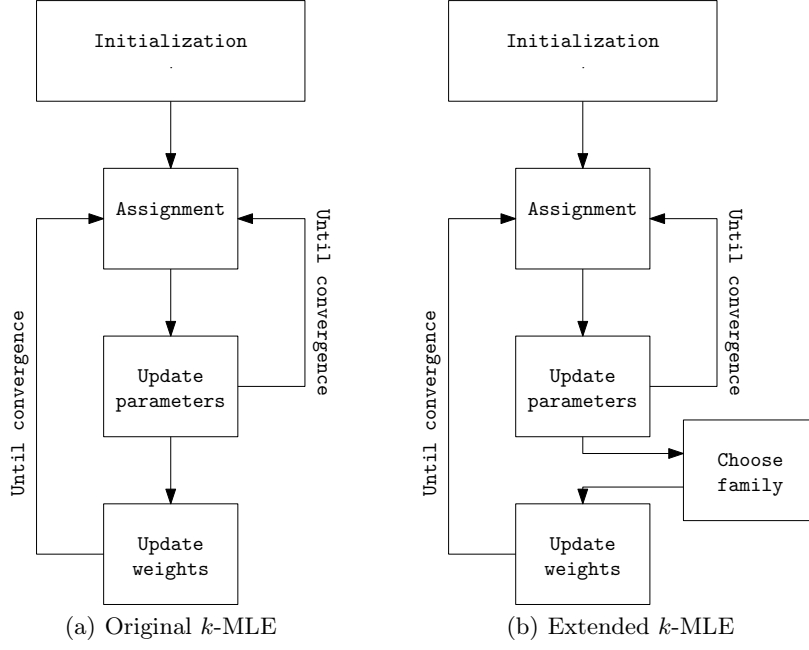 Initialization
.
Assignment
Until convergence
Until convergence
Update
parameters
Update
weights
(a) Original k-MLE
Initialization
.
Assignment
Until convergence
Until convergence
Update
parameters
Choose
family
Update
weights
(b) Extended k-MLE